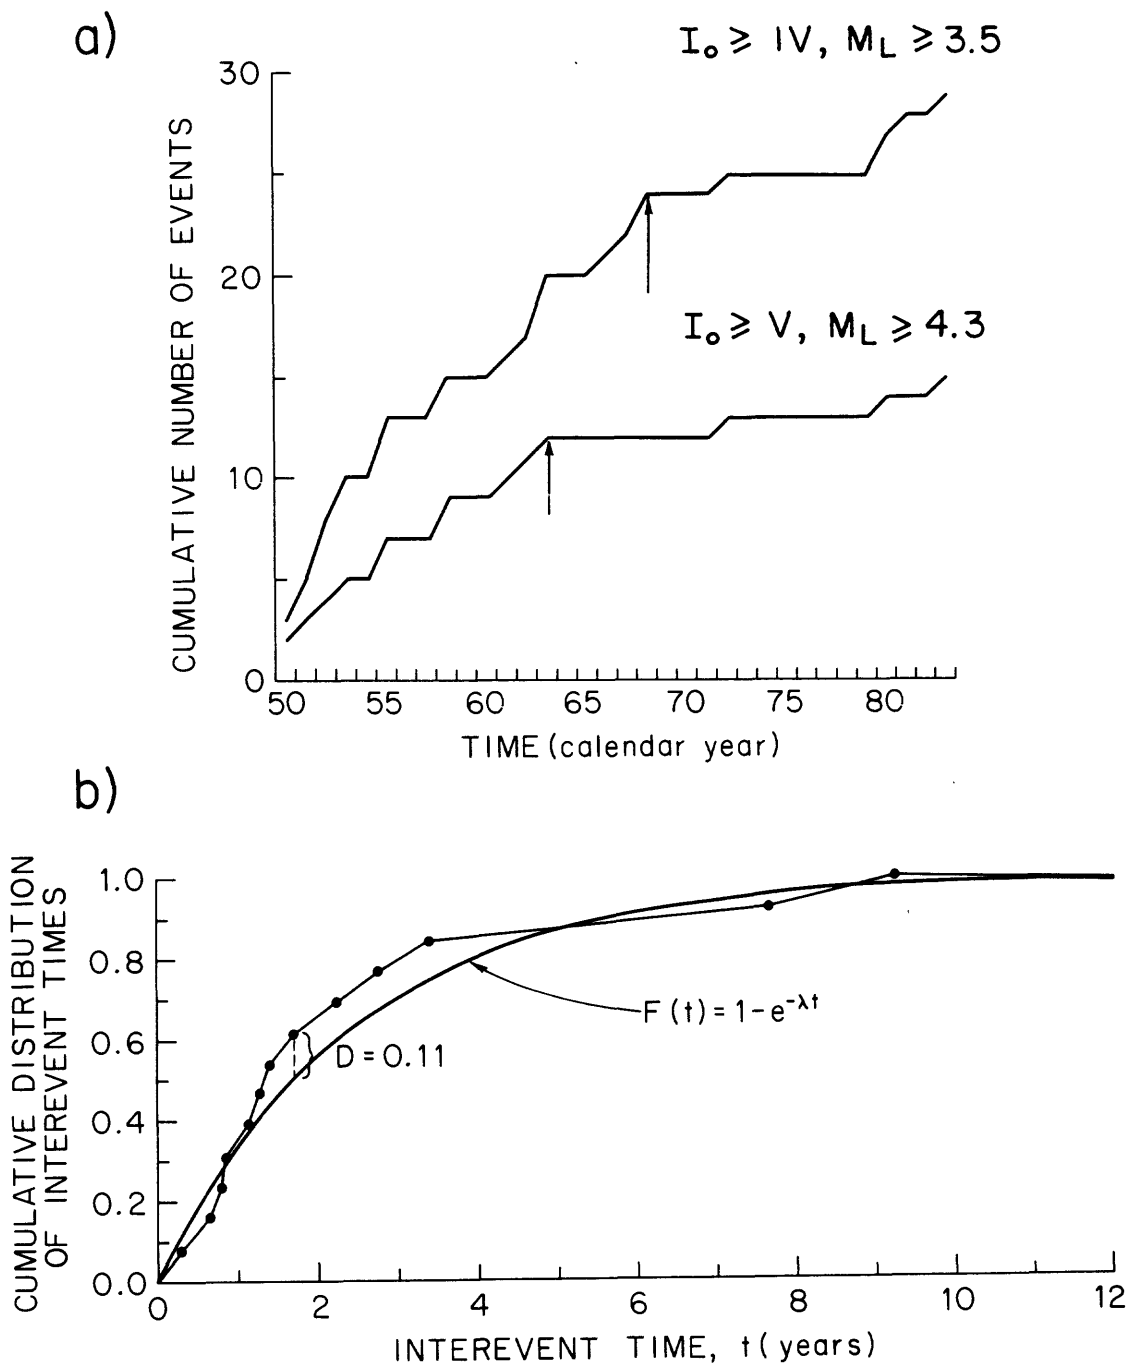 a)
I₀ ≥ IV, M_L ≥ 3.5
30
20
10
0
CUMULATIVE NUMBER OF EVENTS
I₀ ≥ V, M_L ≥ 4.3
50 55 60 65 70 75 80
TIME (calendar year)
b)
CUMULATIVE DISTRIBUTION
OF INTEREVENT TIMES
1.0
0.8
0.6
0.4
0.2
0.0
F(t) = 1-e^-λt
D = 0.11
0 2 4 6 8 10 12
INTEREVENT TIME, t (years)